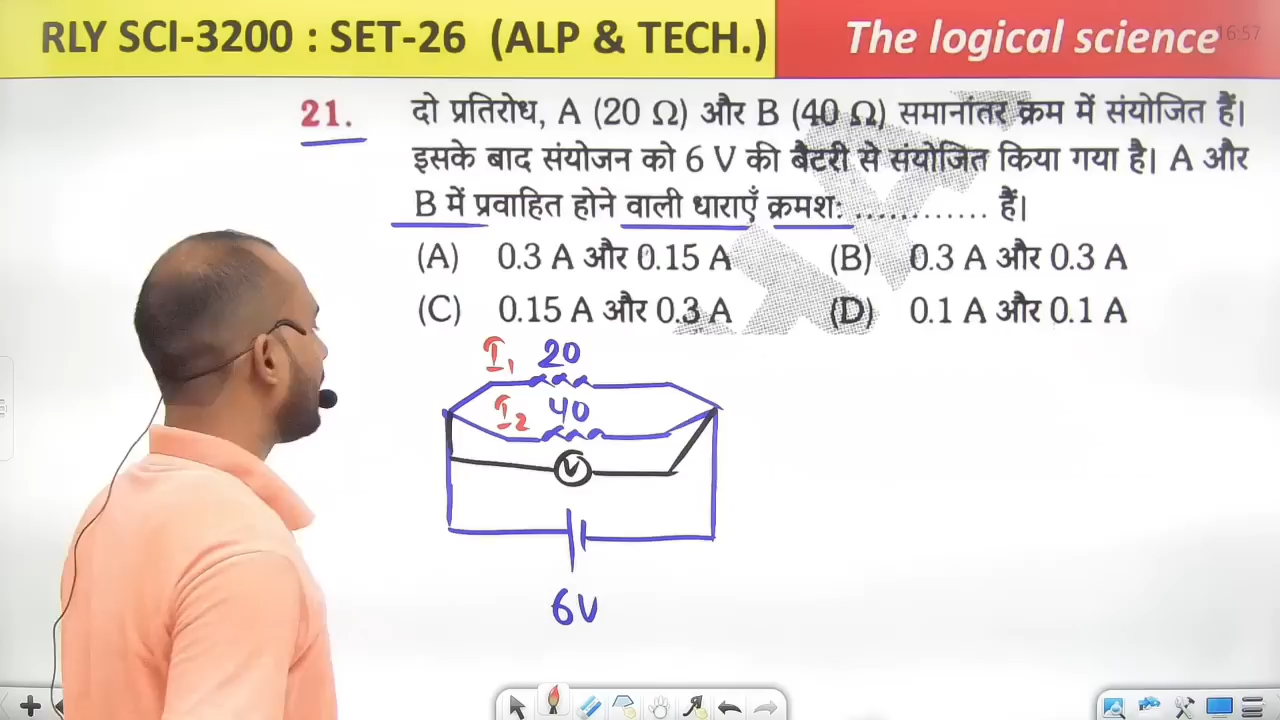 RLY SCI-3200 : SET-26 (ALP & TECH.)
The logical science
16:57
21. दो प्रतिरोध, A (20 Ω) और B (40 Ω) समानांतर क्रम में संयोजित हैं।
इसके बाद संयोजन को 6 V की बैटरी से संयोजित किया गया है। A और
B में प्रवाहित होने वाली धाराएँ क्रमशः ............ हैं।
(A) 0.3 A और 0.15 A (B) 0.3 A और 0.3 A
(C) 0.15 A और 0.3 A (D) 0.1 A और 0.1 A
I₁ 20
I₂ 40
V
6V